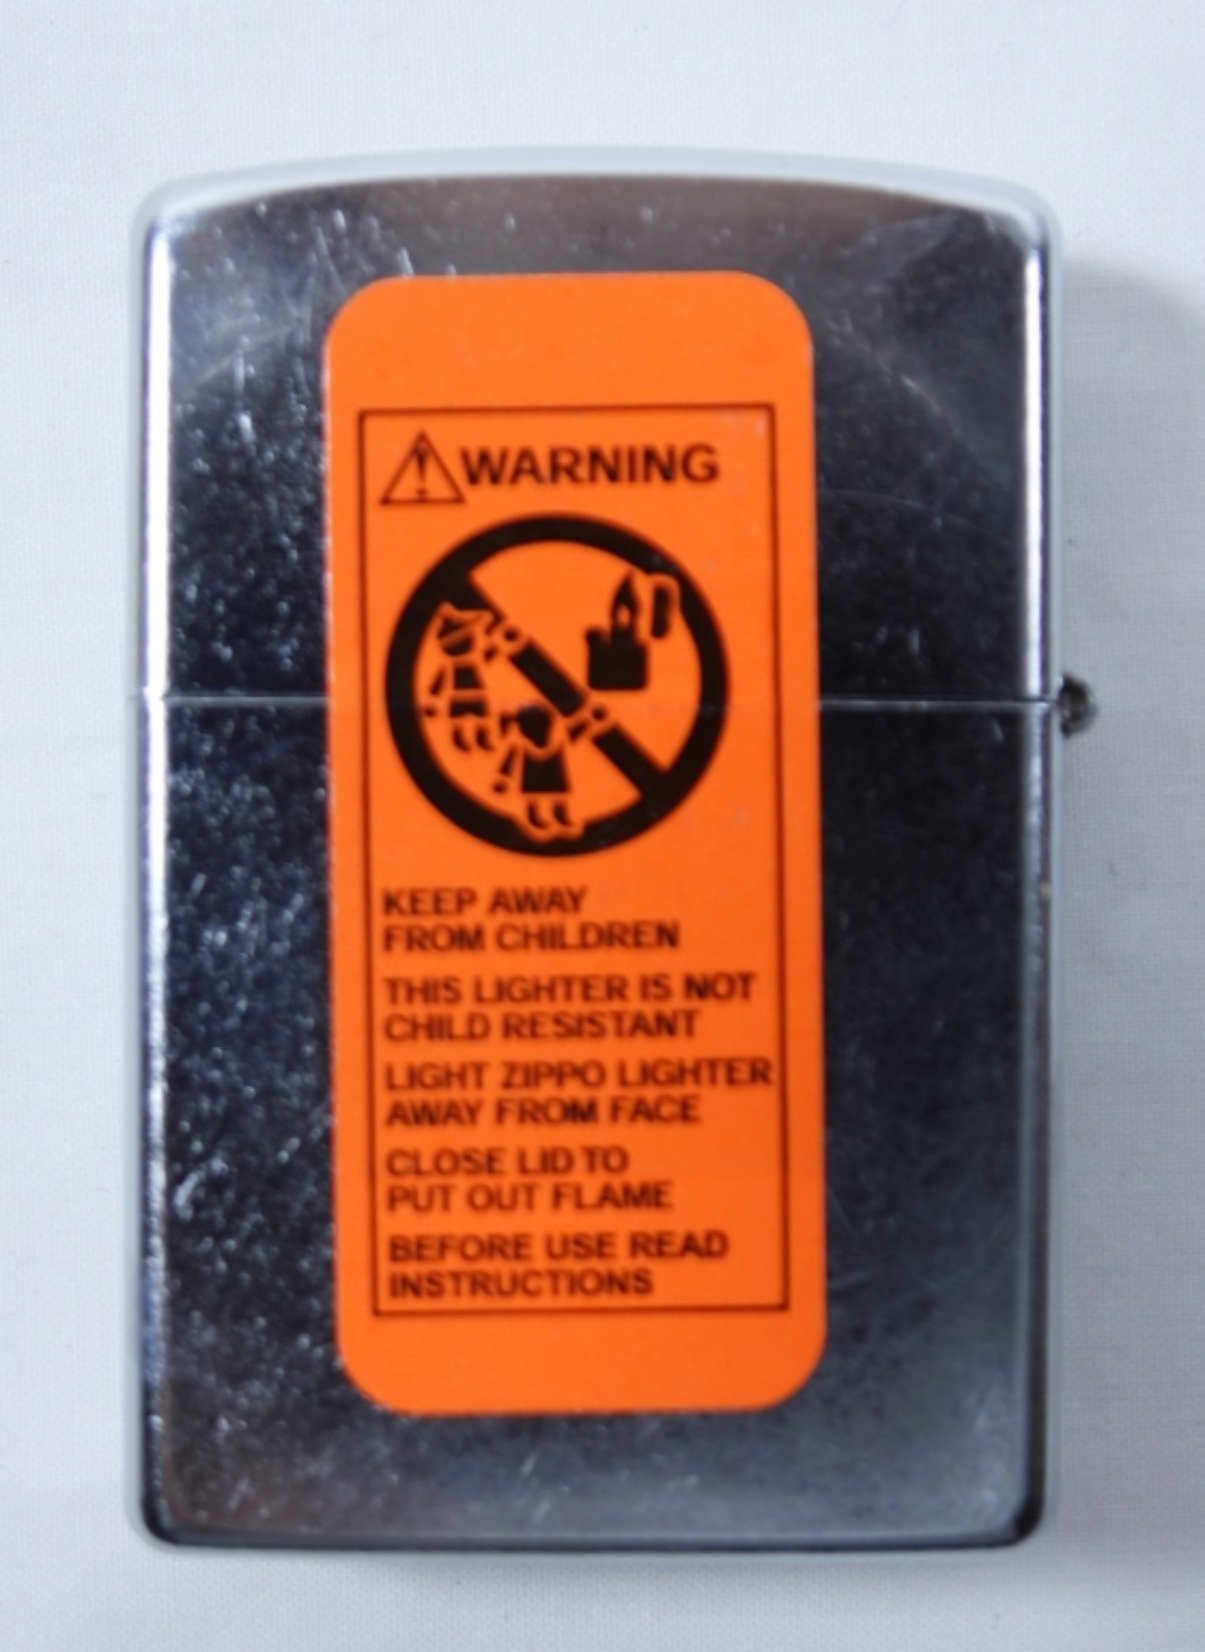 WARNING
KEEP AWAY
FROM CHILDREN
THIS LIGHTER IS NOT
CHILD RESISTANT
LIGHT ZIPPO LIGHTER
AWAY FROM FACE
CLOSE LID TO
PUT OUT FLAME
BEFORE USE READ
INSTRUCTIONS